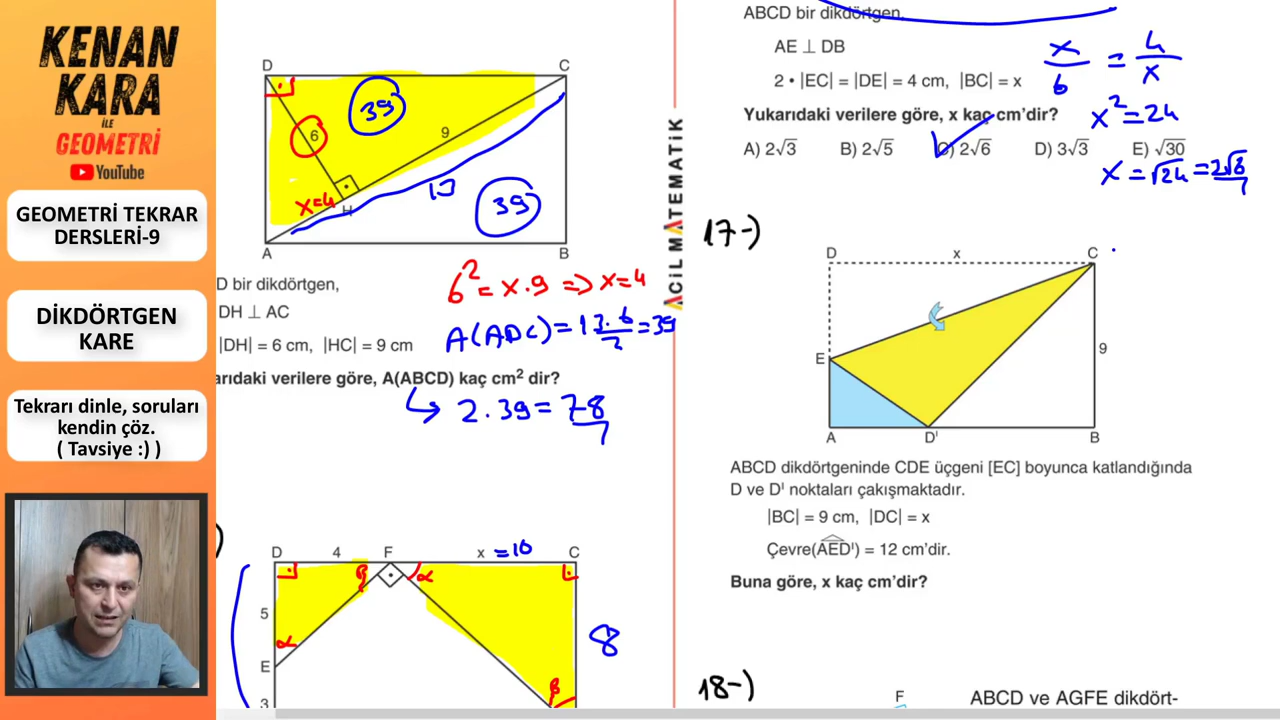 KENAN
KARA
İLE
GEOMETRİ
YouTube
GEOMETRİ TEKRAR
DERSLERİ-9
DİKDÖRTGEN
KARE
Tekrarı dinle, soruları
kendin çöz.
( Tavsiye :) )
D
C
39
6
9
x=4
H
13
39
A
B
D bir dikdörtgen,
DH ⊥ AC
|DH| = 6 cm, |HC| = 9 cm
arıdaki verilere göre, A(ABCD) kaç cm² dir?
6² = x.9 => x=4
A(ADC) = 13.6/2 = 39
2.39 = 78
D
4
F
x
=10
C
β
α
5
α
8
E
β
3
ACİL MATEMATİK
ABCD bir dikdörtgen,
AE ⊥ DB
2 • |EC| = |DE| = 4 cm, |BC| = x
Yukarıdaki verilere göre, x kaç cm'dir?
A) 2√3 B) 2√5 C) 2√6 D) 3√3 E) √30
x/6 = 4/x
x² = 24
x = √24 = 2√6
17-)
D
x
C
E
9
A
D'
B
ABCD dikdörtgeninde CDE üçgeni [EC] boyunca katlandığında
D ve D' noktaları çakışmaktadır.
|BC| = 9 cm, |DC| = x
Çevre(AED') = 12 cm'dir.
Buna göre, x kaç cm'dir?
18-)
F
ABCD ve AGFE dikdört-